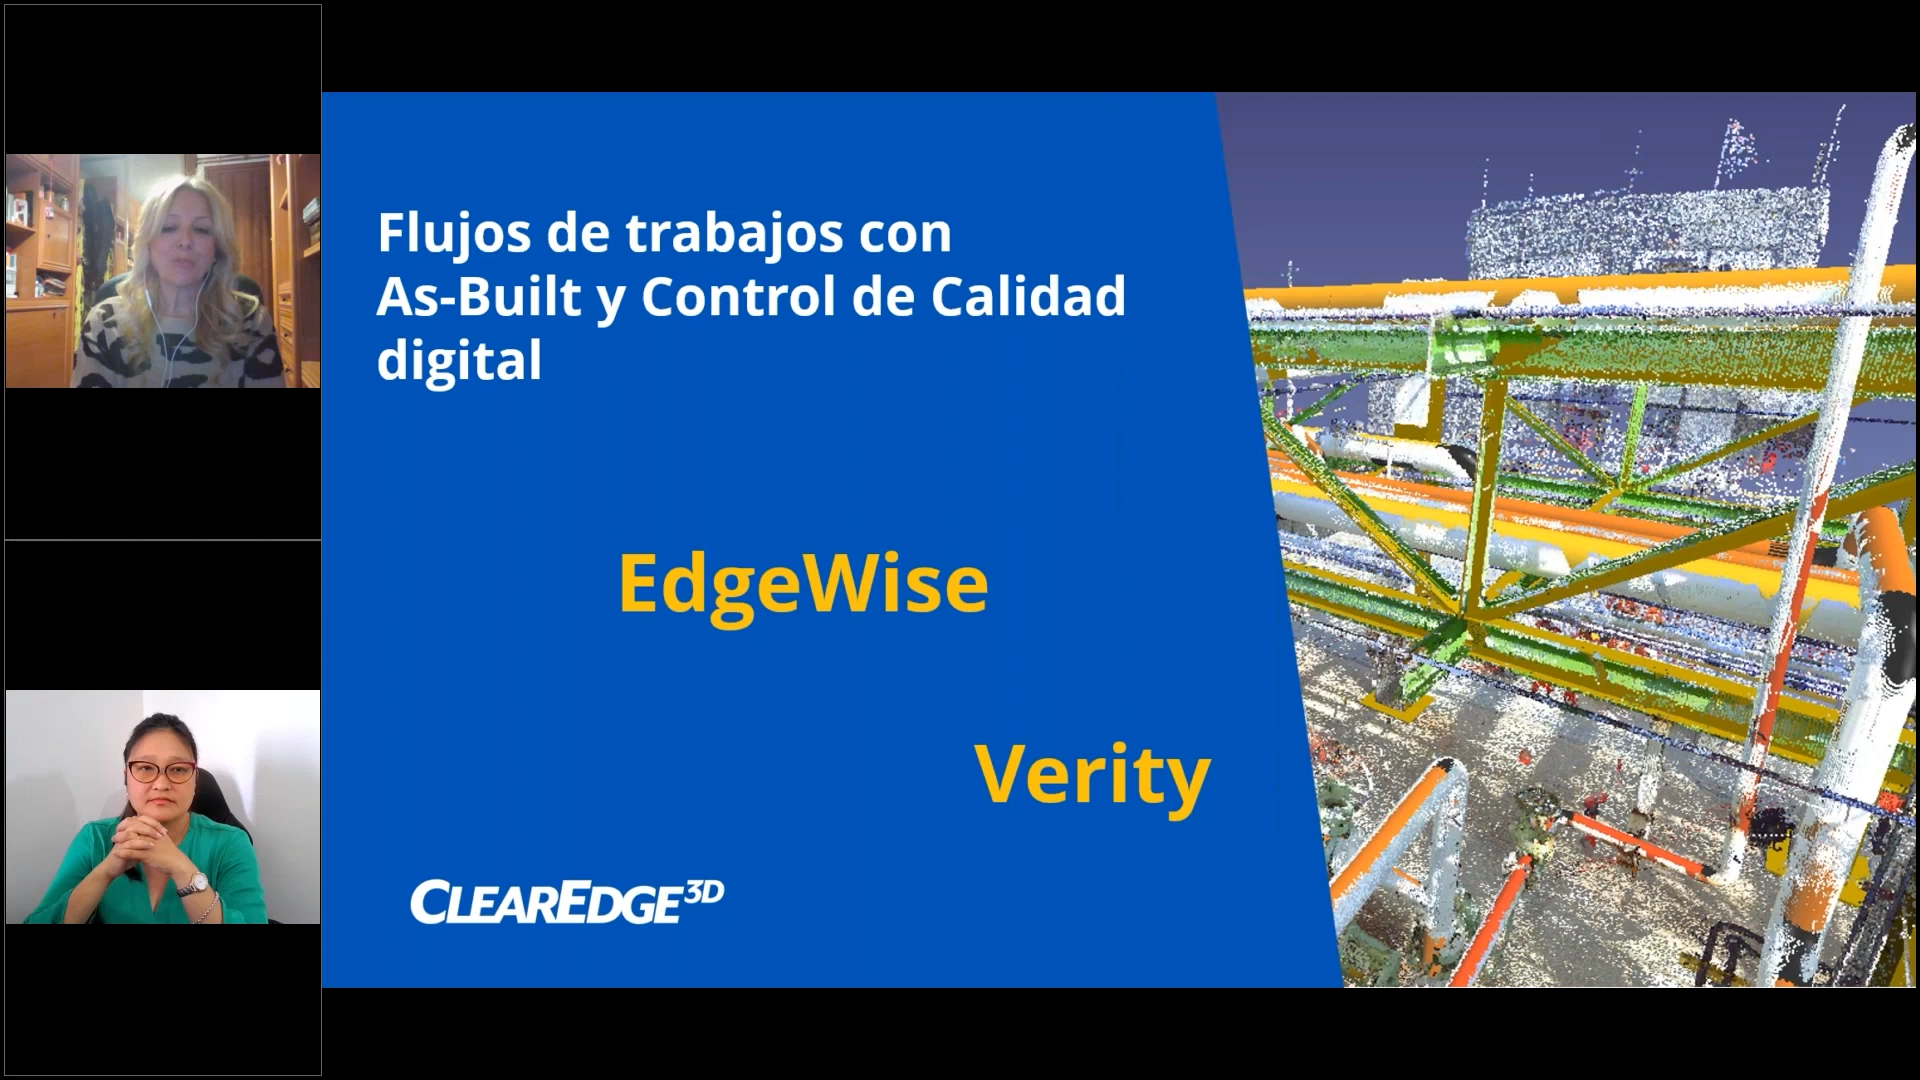 Flujos de trabajos con
As-Built y Control de Calidad
digital
EdgeWise
Verity
CLEAREDGE3D